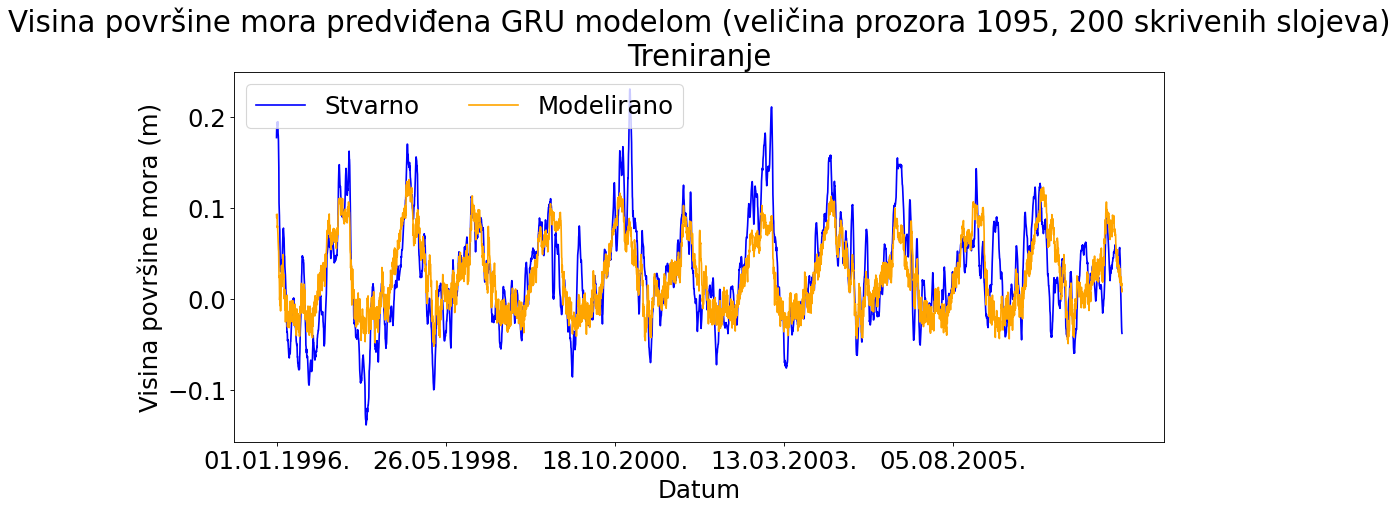 Visina površine mora predviđena GRU modelom (veličina prozora 1095, 200 skrivenih slojeva)
Treniranje
Stvarno
Modelirano
Visina površine mora (m)
0.2
0.1
0.0
−0.1
01.01.1996.
26.05.1998.
18.10.2000.
13.03.2003.
05.08.2005.
Datum